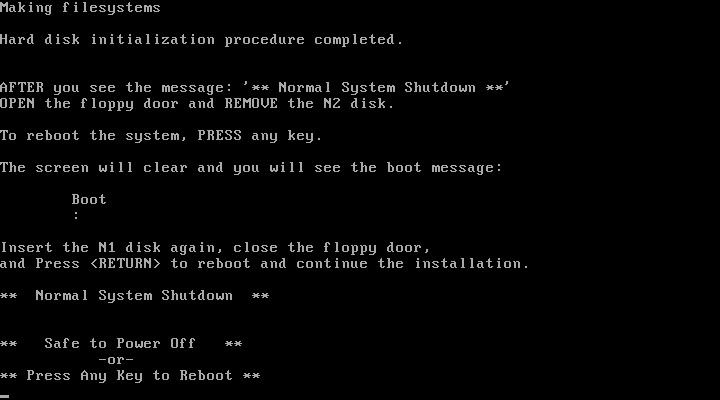 Making filesystems
Hard disk initialization procedure completed.
AFTER you see the message: '** Normal System Shutdown **'
OPEN the floppy door and REMOVE the N2 disk.
To reboot the system, PRESS any key.
The screen will clear and you will see the boot message:
Boot
:
Insert the N1 disk again, close the floppy door,
and Press <RETURN> to reboot and continue the installation.
**  Normal System Shutdown  **
**   Safe to Power Off   **
-or-
** Press Any Key to Reboot **